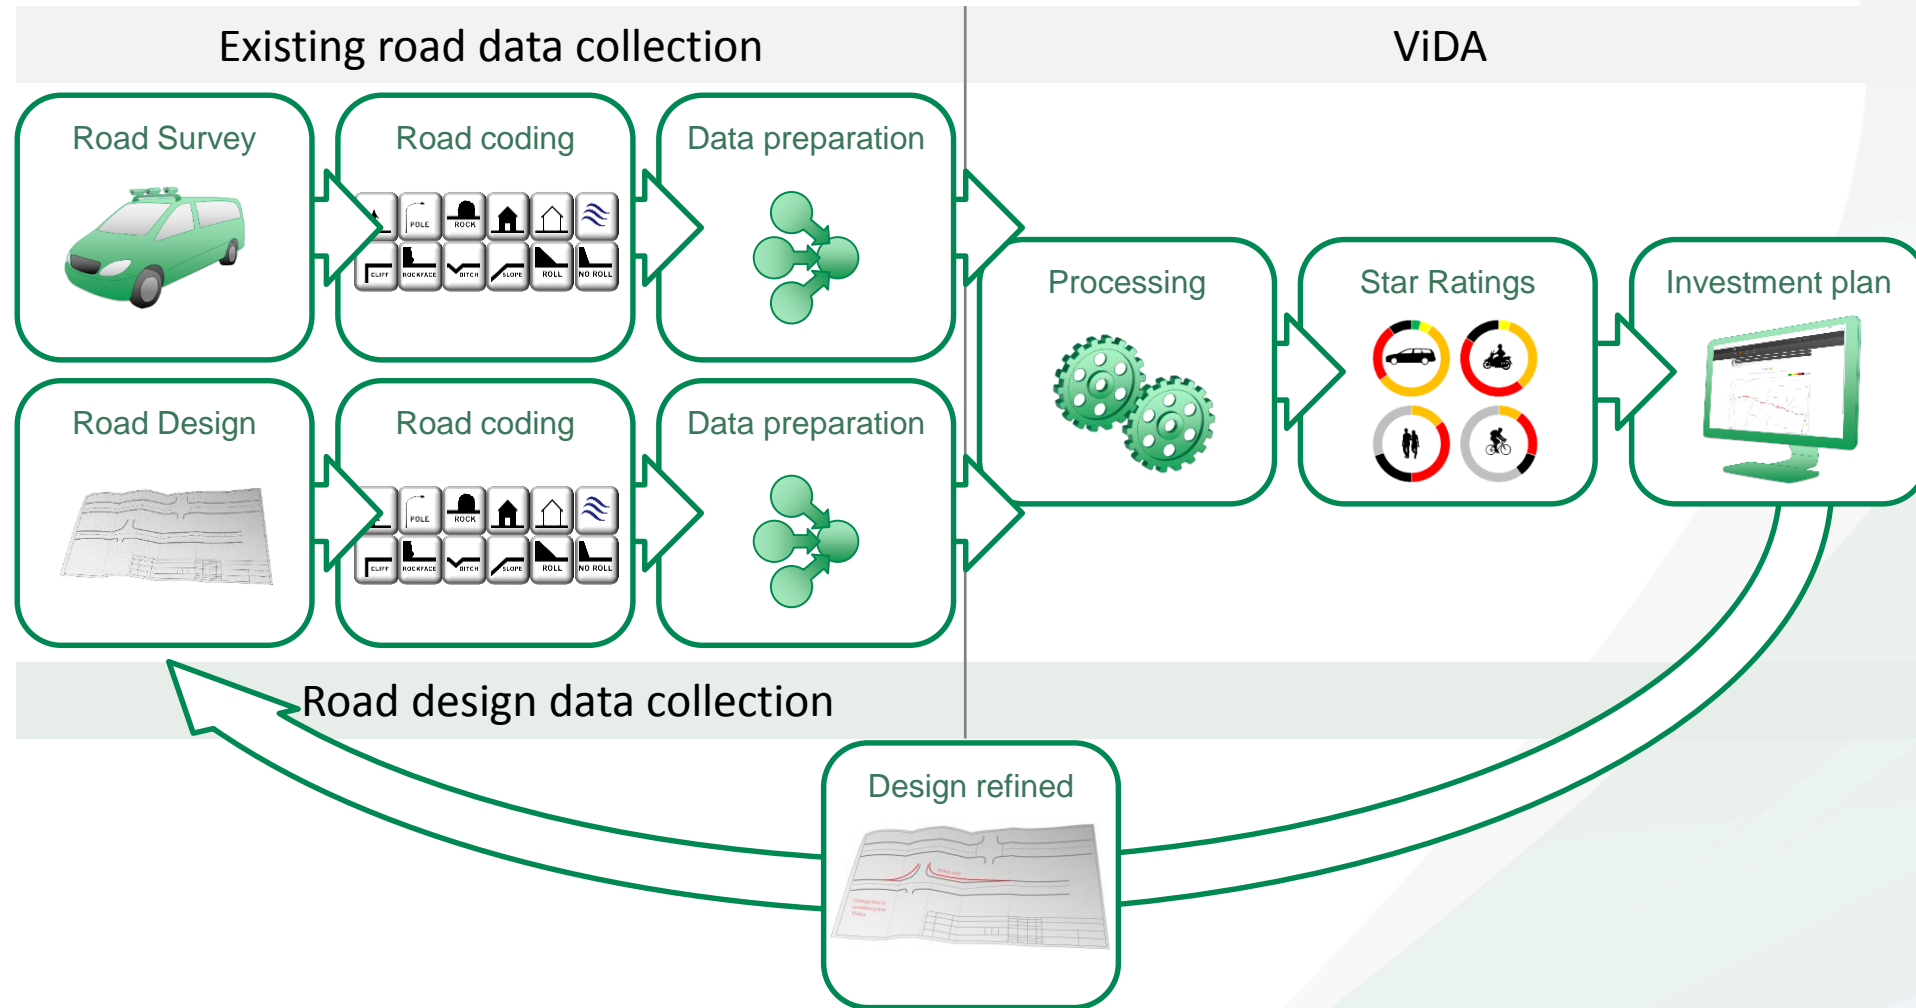 Existing road data collection
ViDA
Road Survey
Road coding
Data preparation
POLE
ROCK
CLIFF
ROCKFACE
DITCH
SLOPE
ROLL
NO ROLL
Processing
Star Ratings
Investment plan
Road Design
Road coding
Data preparation
POLE
ROCK
CLIFF
ROCKFACE
DITCH
SLOPE
ROLL
NO ROLL
Road design data collection
Design refined